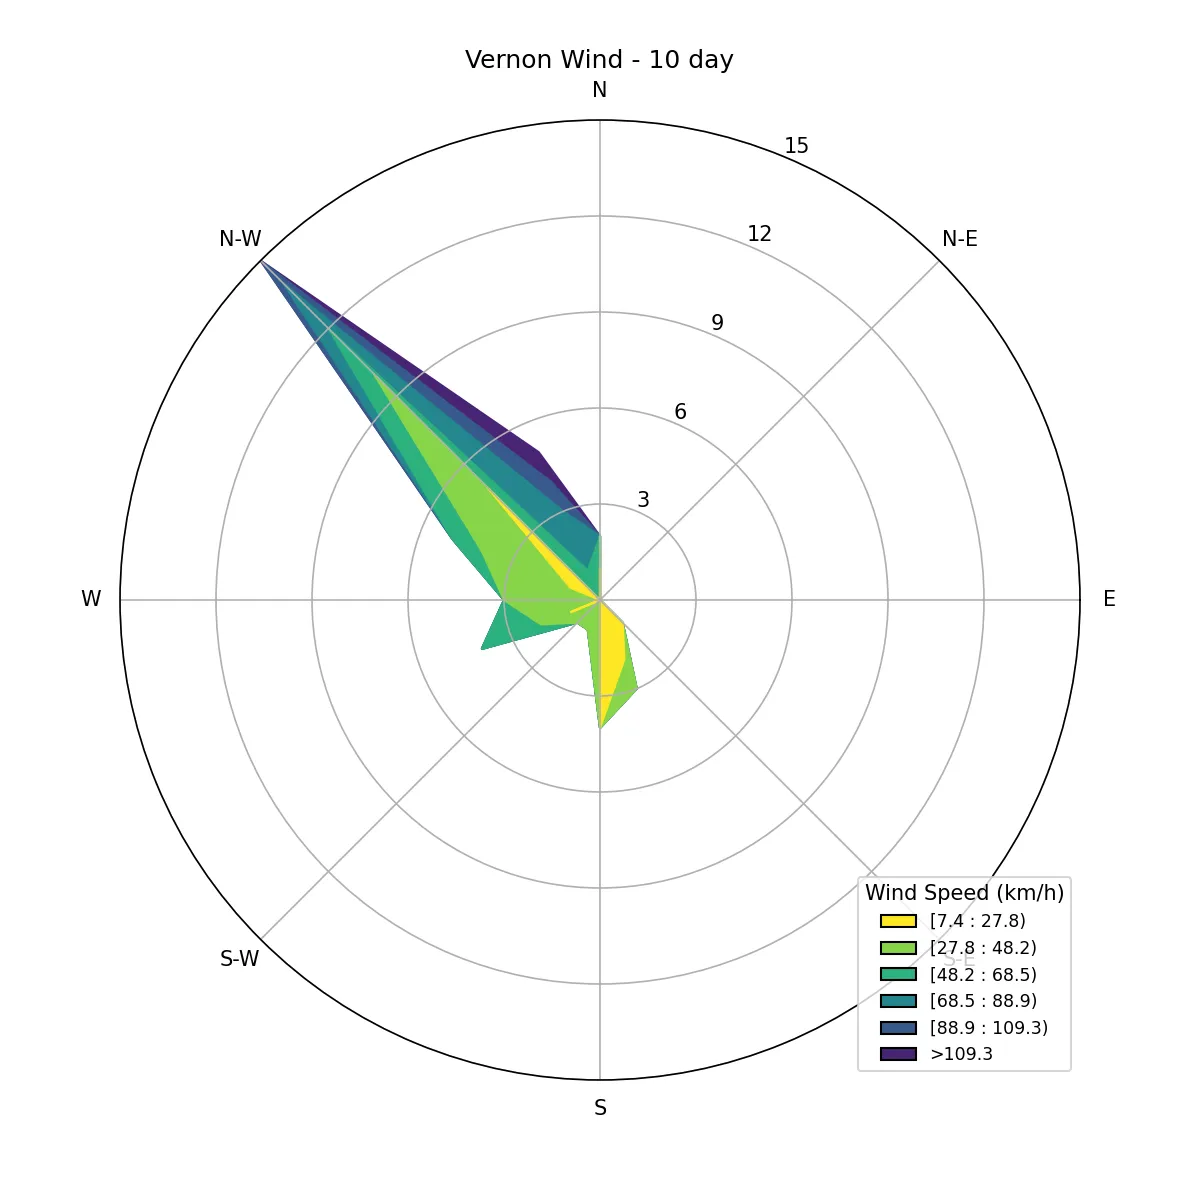 Vernon Wind - 10 day
N
15
N-W
N-E
12
9
6
3
W
E
Wind Speed (km/h)
[7.4 : 27.8)
[27.8 : 48.2)
S-W
S-E
[48.2 : 68.5)
[68.5 : 88.9)
[88.9 : 109.3)
>109.3
S